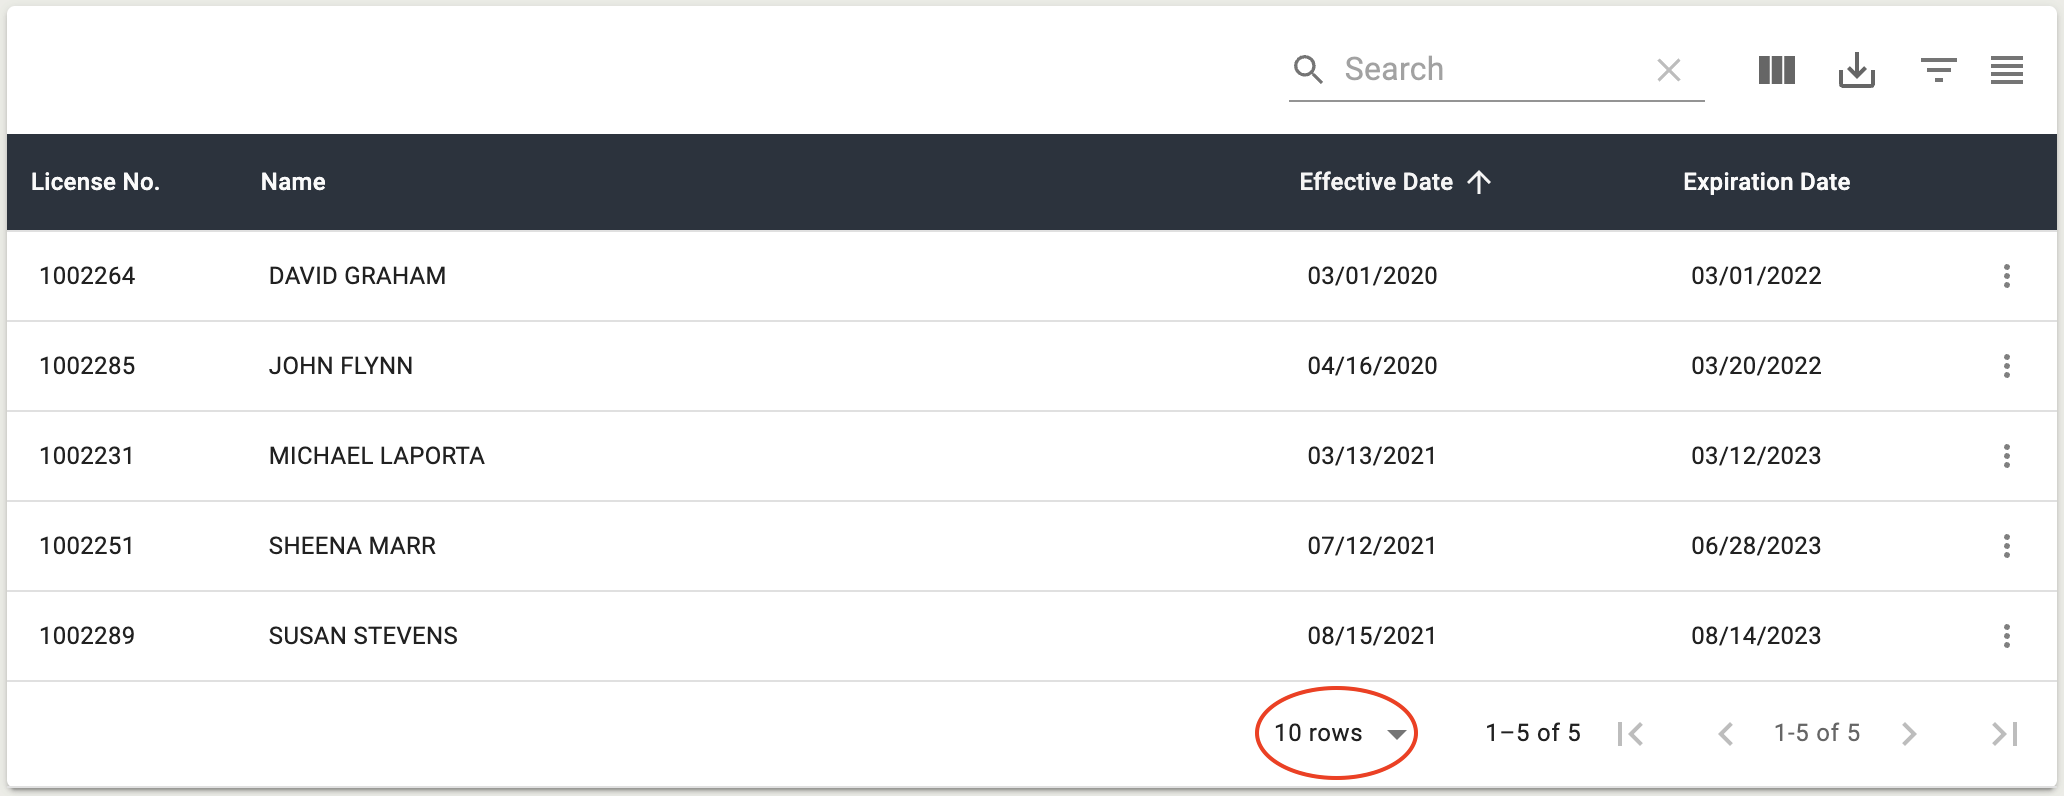 Search
License No. Name Effective Date Expiration Date
1002264 DAVID GRAHAM 03/01/2020 03/01/2022
1002285 JOHN FLYNN 04/16/2020 03/20/2022
1002231 MICHAEL LAPORTA 03/13/2021 03/12/2023
1002251 SHEENA MARR 07/12/2021 06/28/2023
1002289 SUSAN STEVENS 08/15/2021 08/14/2023
10 rows 1–5 of 5 1-5 of 5